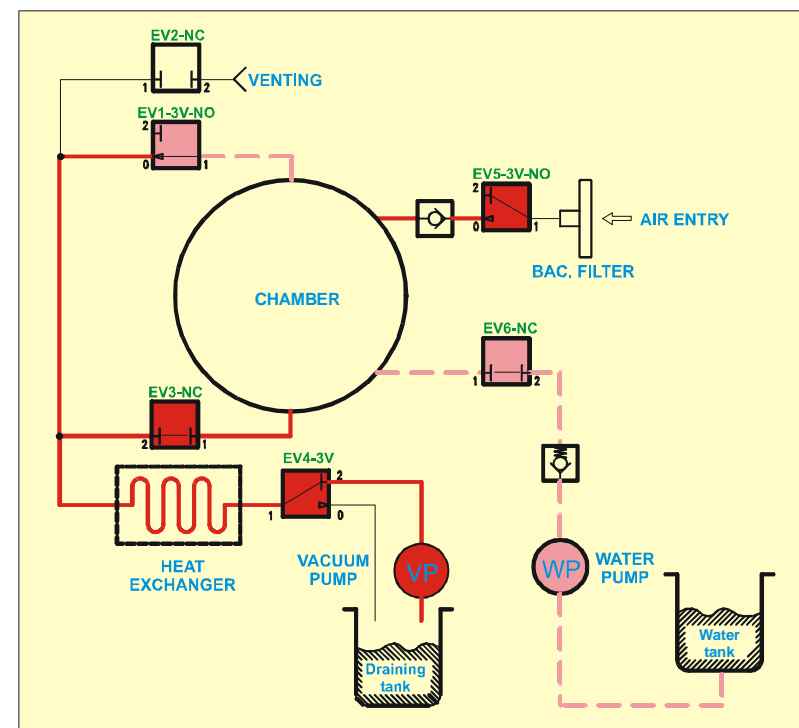 EV2-NC
1 2
VENTING
EV1-3V-NO
2
0 1
EV5-3V-NO
2
0 1
AIR ENTRY
BAC. FILTER
CHAMBER
EV6-NC
1 2
EV3-NC
2 1
EV4-3V
2
1 0
HEAT
EXCHANGER
VACUUM
PUMP
VP
WP
WATER
PUMP
Water
tank
Draining
tank